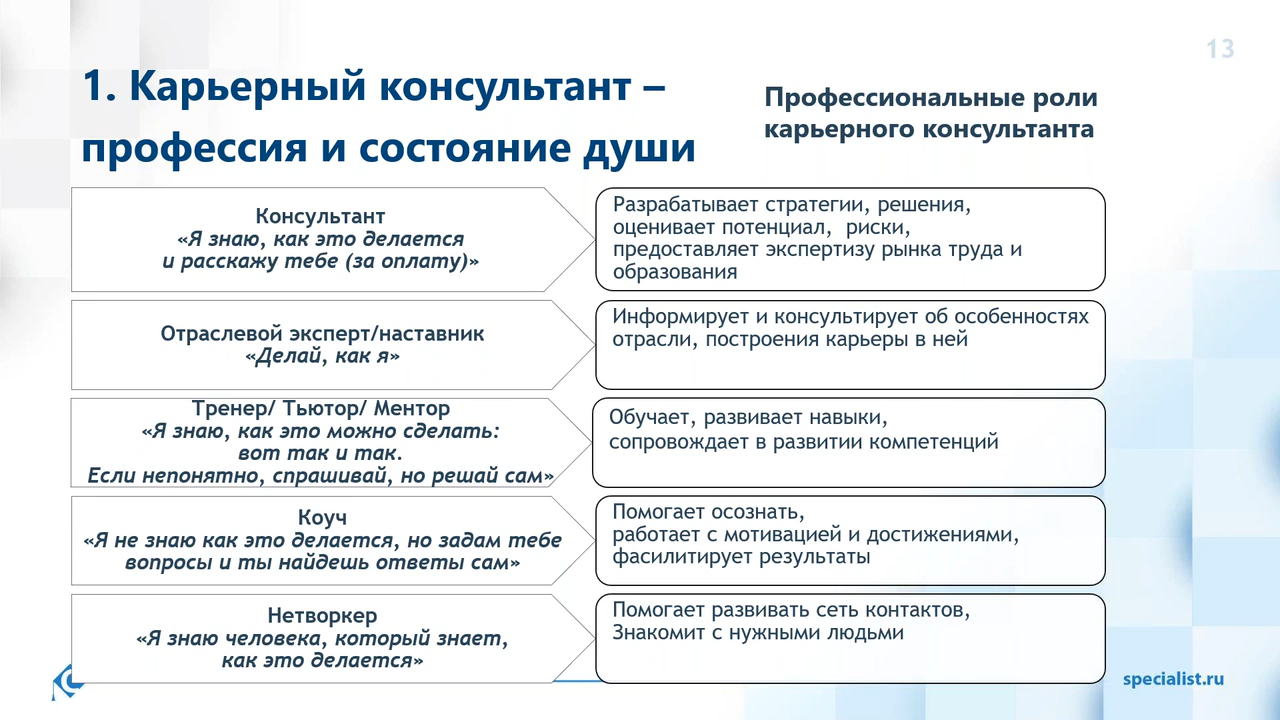 13
1. Карьерный консультант –
профессия и состояние души
Профессиональные роли
карьерного консультанта
Консультант
«Я знаю, как это делается
и расскажу тебе (за оплату)»
Разрабатывает стратегии, решения,
оценивает потенциал, риски,
предоставляет экспертизу рынка труда и
образования
Отраслевой эксперт/наставник
«Делай, как я»
Информирует и консультирует об особенностях
отрасли, построения карьеры в ней
Тренер/ Тьютор/ Ментор
«Я знаю, как это можно сделать:
вот так и так.
Если непонятно, спрашивай, но решай сам»
Обучает, развивает навыки,
сопровождает в развитии компетенций
Коуч
«Я не знаю как это делается, но задам тебе
вопросы и ты найдешь ответы сам»
Помогает осознать,
работает с мотивацией и достижениями,
фасилитирует результаты
Нетворкер
«Я знаю человека, который знает,
как это делается»
Помогает развивать сеть контактов,
Знакомит с нужными людьми
specialist.ru